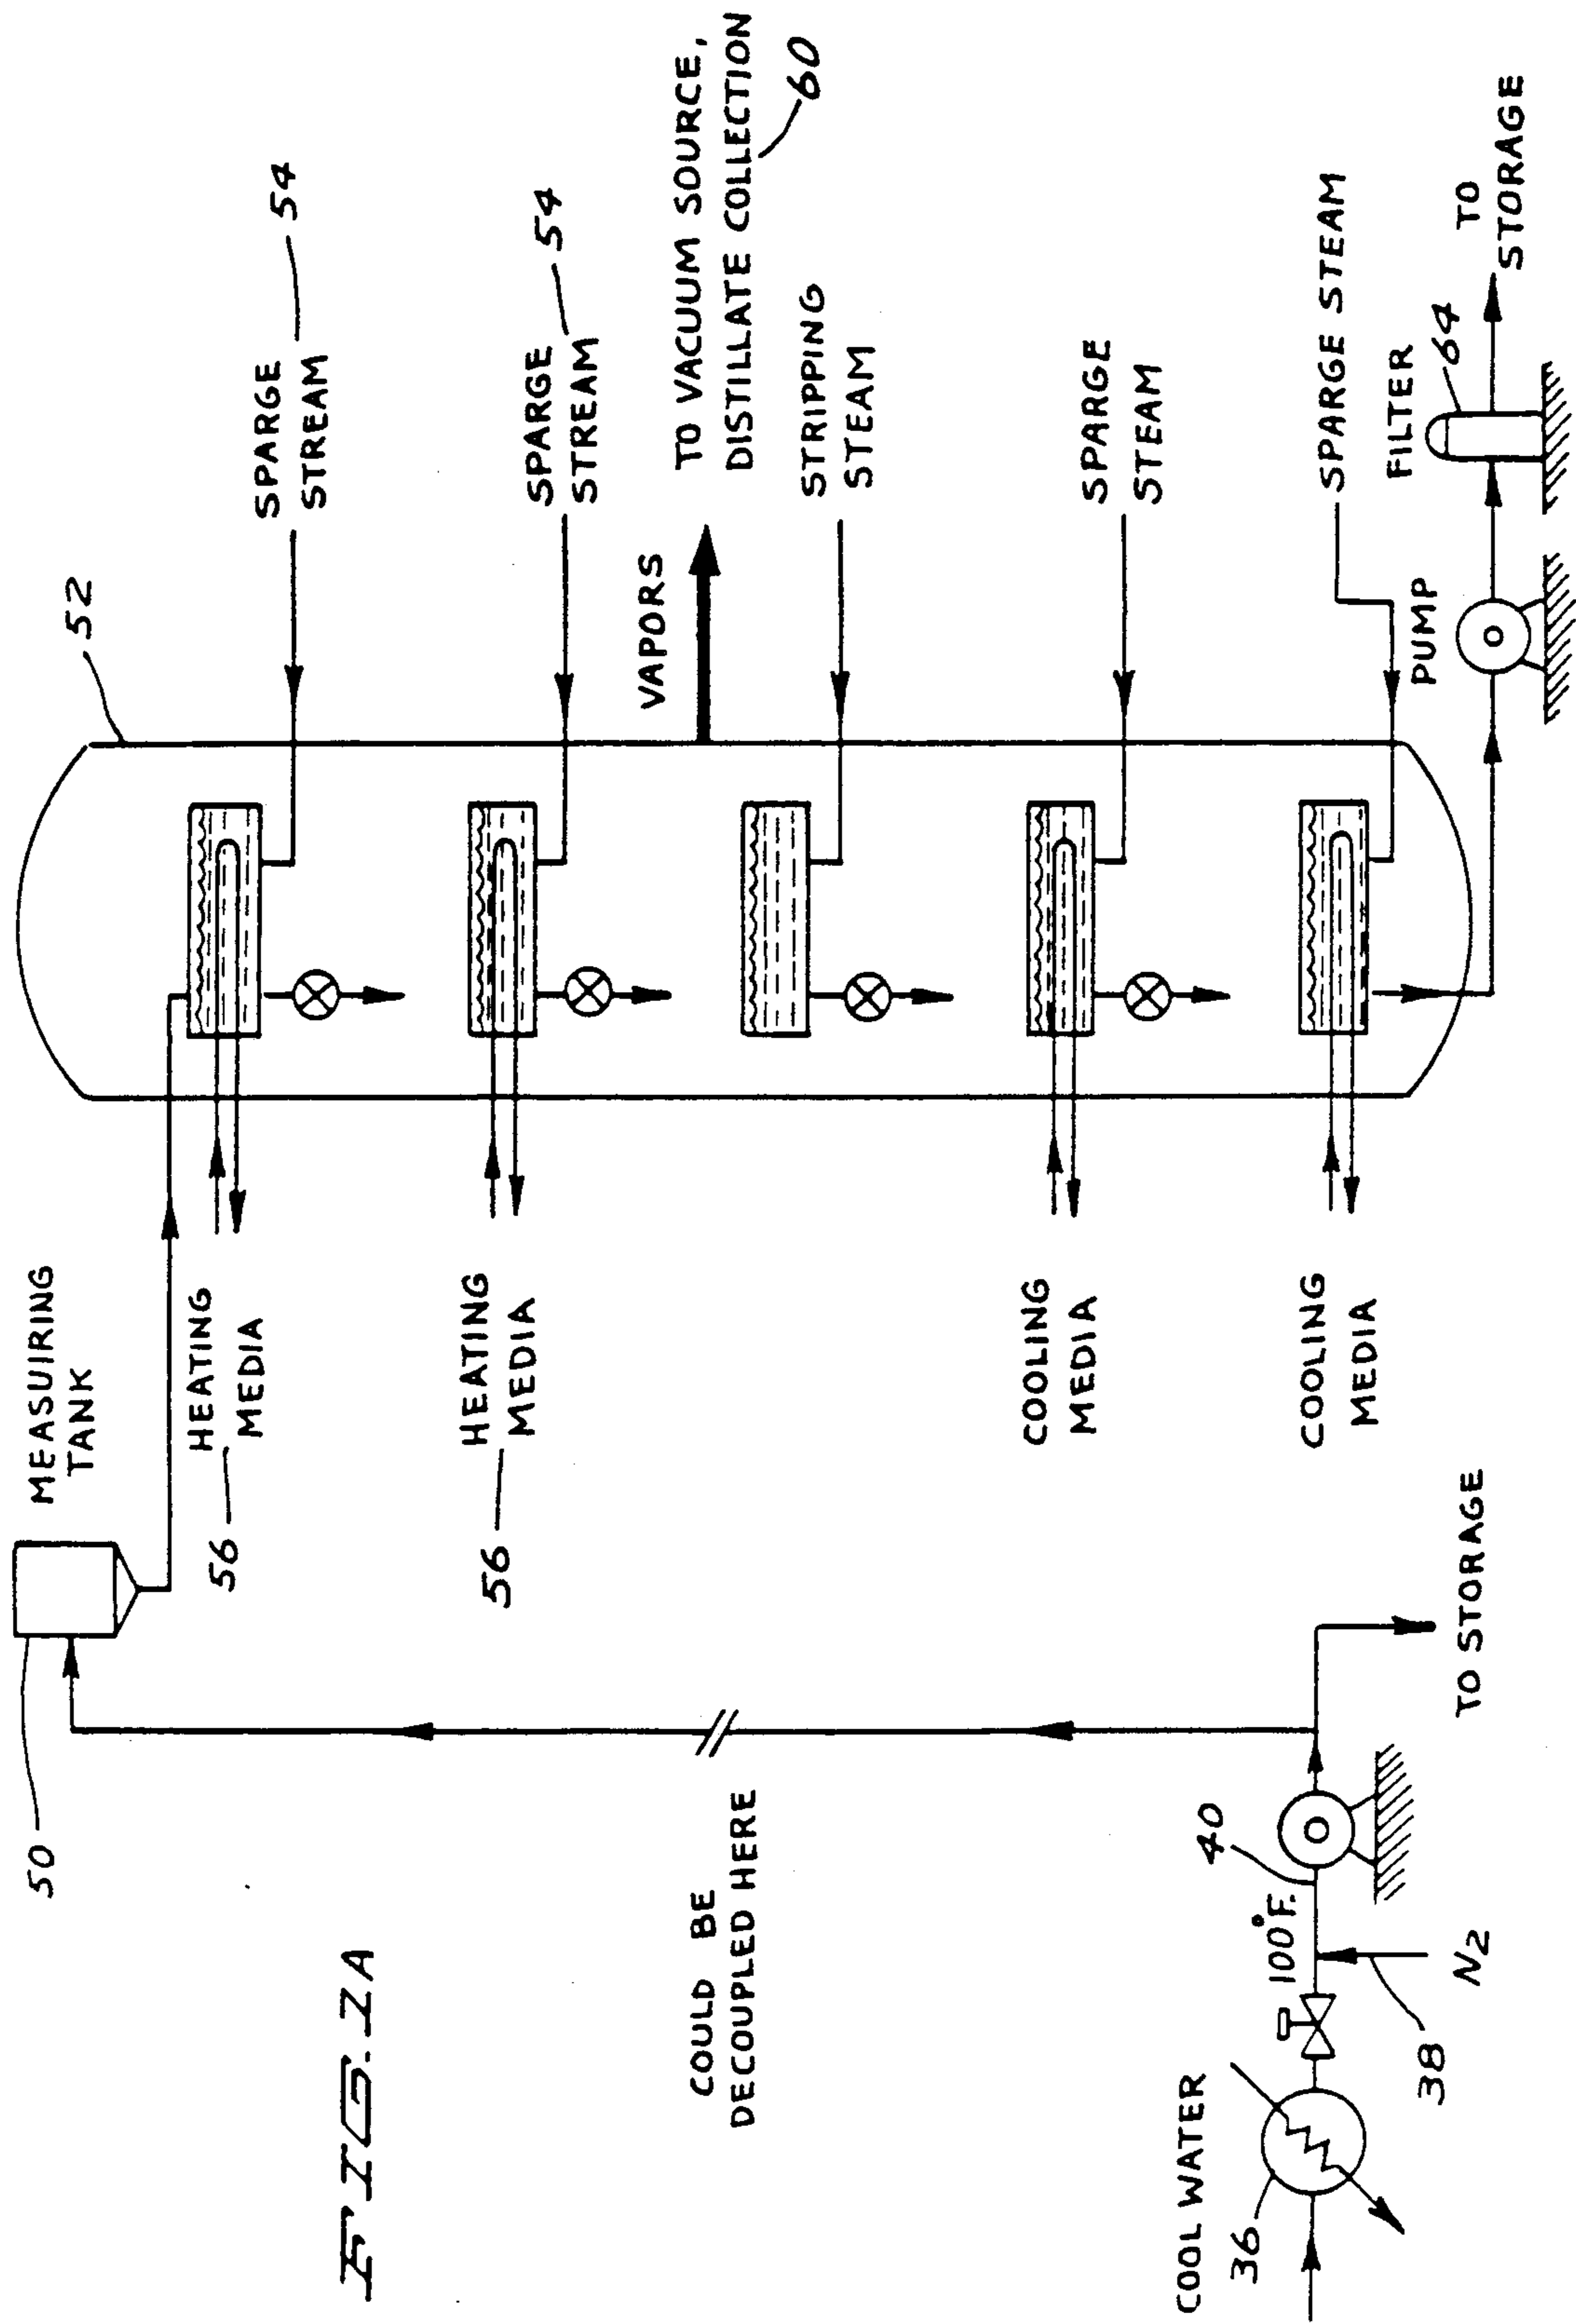 FIG. 2A
50
MEASUIRING
TANK
52
HEATING
MEDIA
56
SPARGE
STREAM
54
HEATING
MEDIA
56
SPARGE
STREAM
54
VAPORS
TO VACUUM SOURCE,
DISTILLATE COLLECTION
60
STRIPPING
STEAM
COULD BE
DECOUPLED HERE
COOLING
MEDIA
SPARGE
STEAM
COOLING
MEDIA
SPARGE STEAM
COOL WATER
36
100°F.
40
38
N2
TO STORAGE
PUMP
FILTER
64
TO
STORAGE